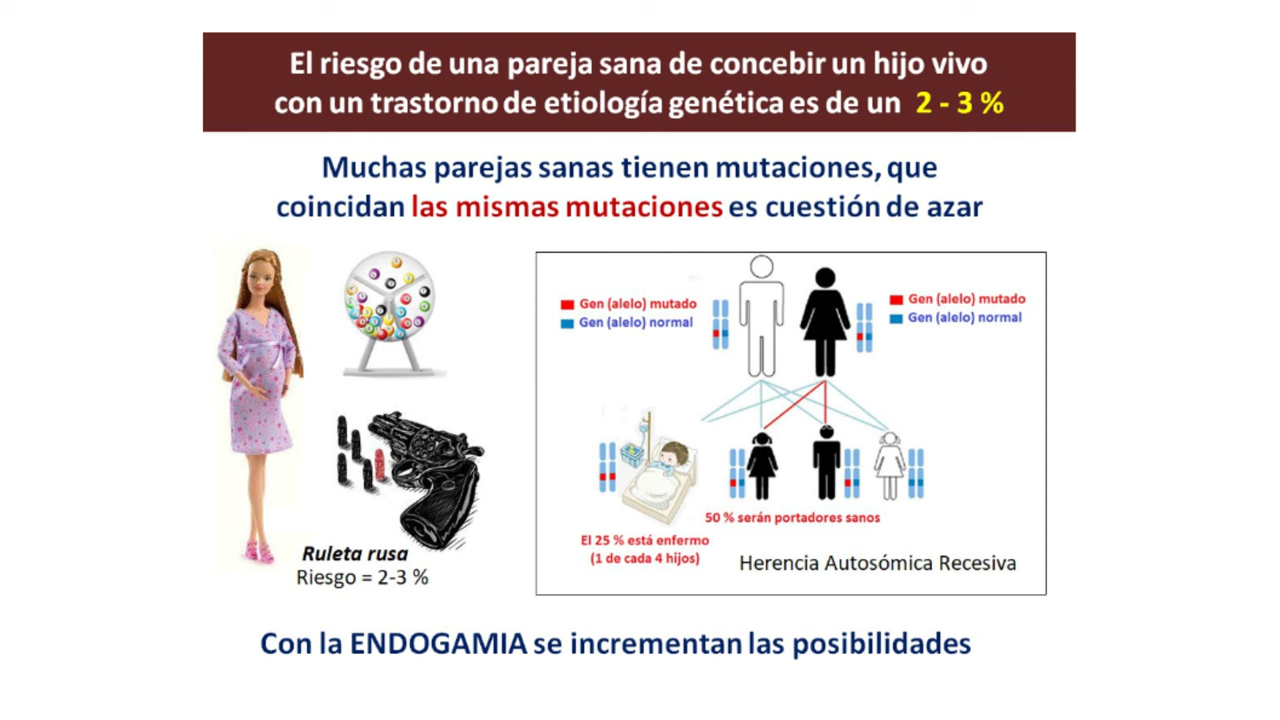 El riesgo de una pareja sana de concebir un hijo vivo
con un trastorno de etiología genética es de un 2 - 3 %
Muchas parejas sanas tienen mutaciones, que
coincidan las mismas mutaciones es cuestión de azar
Gen (alelo) mutado
Gen (alelo) normal
Gen (alelo) mutado
Gen (alelo) normal
50 % serán portadores sanos
El 25 % está enfermo
(1 de cada 4 hijos)
Herencia Autosómica Recesiva
Ruleta rusa
Riesgo = 2-3 %
Con la ENDOGAMIA se incrementan las posibilidades